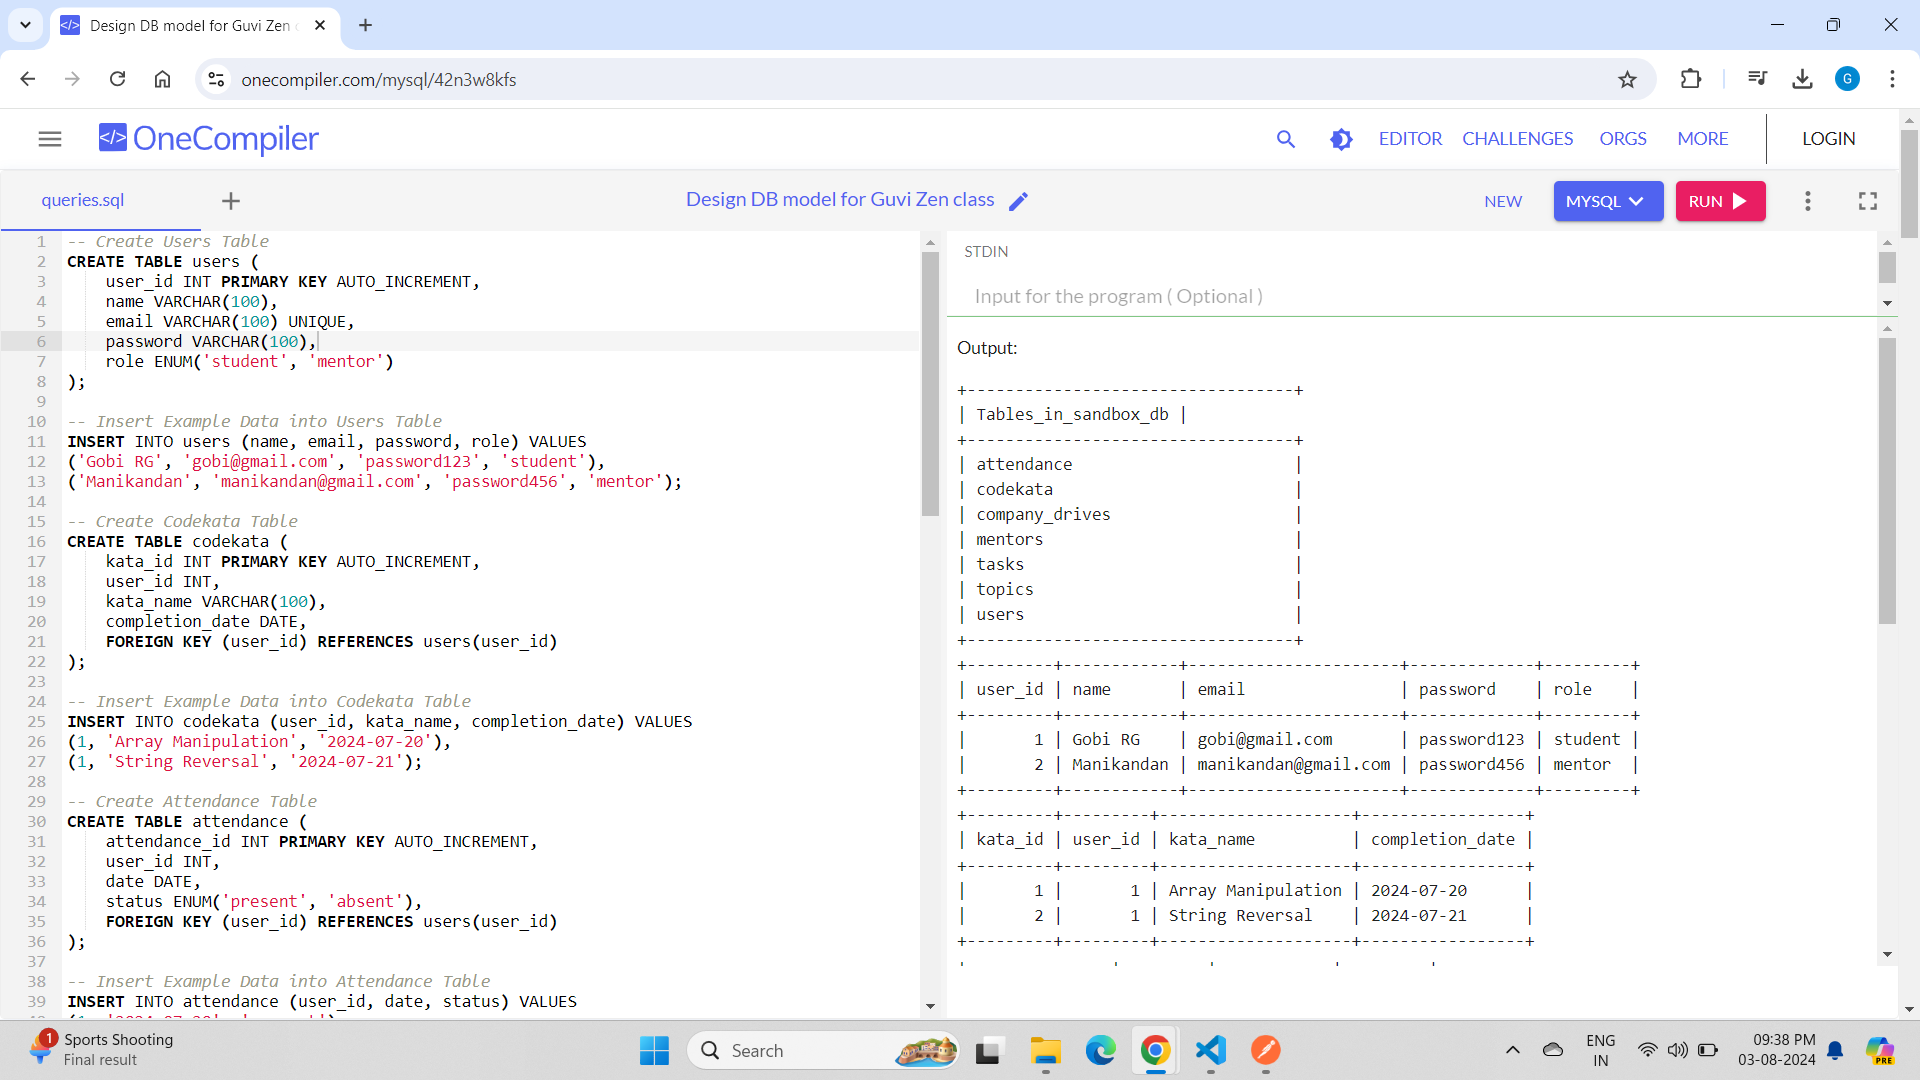 Design DB model for Guvi Zen c
onecompiler.com/mysql/42n3w8kfs
G
</> OneCompiler
EDITOR CHALLENGES ORGS MORE LOGIN
queries.sql
Design DB model for Guvi Zen class
NEW MYSQL RUN
1 -- Create Users Table
2 CREATE TABLE users (
3 user_id INT PRIMARY KEY AUTO_INCREMENT,
4 name VARCHAR(100),
5 email VARCHAR(100) UNIQUE,
6 password VARCHAR(100),
7 role ENUM('student', 'mentor')
8 );
9
10 -- Insert Example Data into Users Table
11 INSERT INTO users (name, email, password, role) VALUES
12 ('Gobi RG', 'gobi@gmail.com', 'password123', 'student'),
13 ('Manikandan', 'manikandan@gmail.com', 'password456', 'mentor');
14
15 -- Create Codekata Table
16 CREATE TABLE codekata (
17 kata_id INT PRIMARY KEY AUTO_INCREMENT,
18 user_id INT,
19 kata_name VARCHAR(100),
20 completion_date DATE,
21 FOREIGN KEY (user_id) REFERENCES users(user_id)
22 );
23
24 -- Insert Example Data into Codekata Table
25 INSERT INTO codekata (user_id, kata_name, completion_date) VALUES
26 (1, 'Array Manipulation', '2024-07-20'),
27 (1, 'String Reversal', '2024-07-21');
28
29 -- Create Attendance Table
30 CREATE TABLE attendance (
31 attendance_id INT PRIMARY KEY AUTO_INCREMENT,
32 user_id INT,
33 date DATE,
34 status ENUM('present', 'absent'),
35 FOREIGN KEY (user_id) REFERENCES users(user_id)
36 );
37
38 -- Insert Example Data into Attendance Table
39 INSERT INTO attendance (user_id, date, status) VALUES
STDIN
Input for the program ( Optional )
Output:
+----------------------------------+
| Tables_in_sandbox_db |
+----------------------------------+
| attendance |
| codekata |
| company_drives |
| mentors |
| tasks |
| topics |
| users |
+----------------------------------+
+---------+------------+----------------------+-------------+---------+
| user_id | name | email | password | role |
+---------+------------+----------------------+-------------+---------+
| 1 | Gobi RG | gobi@gmail.com | password123 | student |
| 2 | Manikandan | manikandan@gmail.com | password456 | mentor |
+---------+------------+----------------------+-------------+---------+
+---------+---------+--------------------+-----------------+
| kata_id | user_id | kata_name | completion_date |
+---------+---------+--------------------+-----------------+
| 1 | 1 | Array Manipulation | 2024-07-20 |
| 2 | 1 | String Reversal | 2024-07-21 |
+---------+---------+--------------------+-----------------+
1
Sports Shooting
Final result
Search
PRE
ENG
IN
09:38 PM
03-08-2024